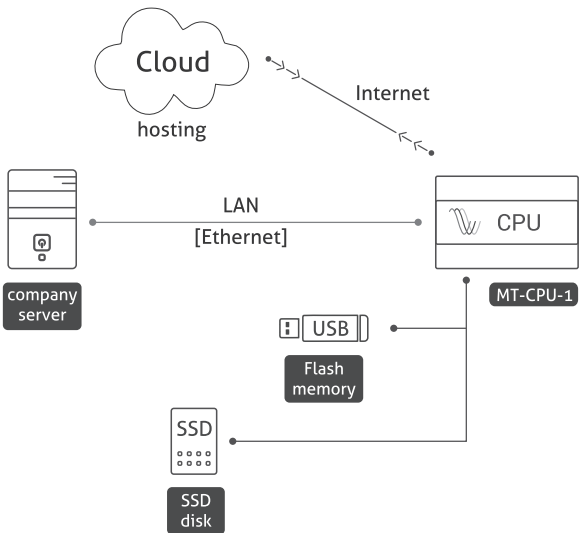 Cloud
hosting
Internet
LAN
[Ethernet]
CPU
company
server
MT-CPU-1
USB
Flash
memory
SSD
SSD
disk